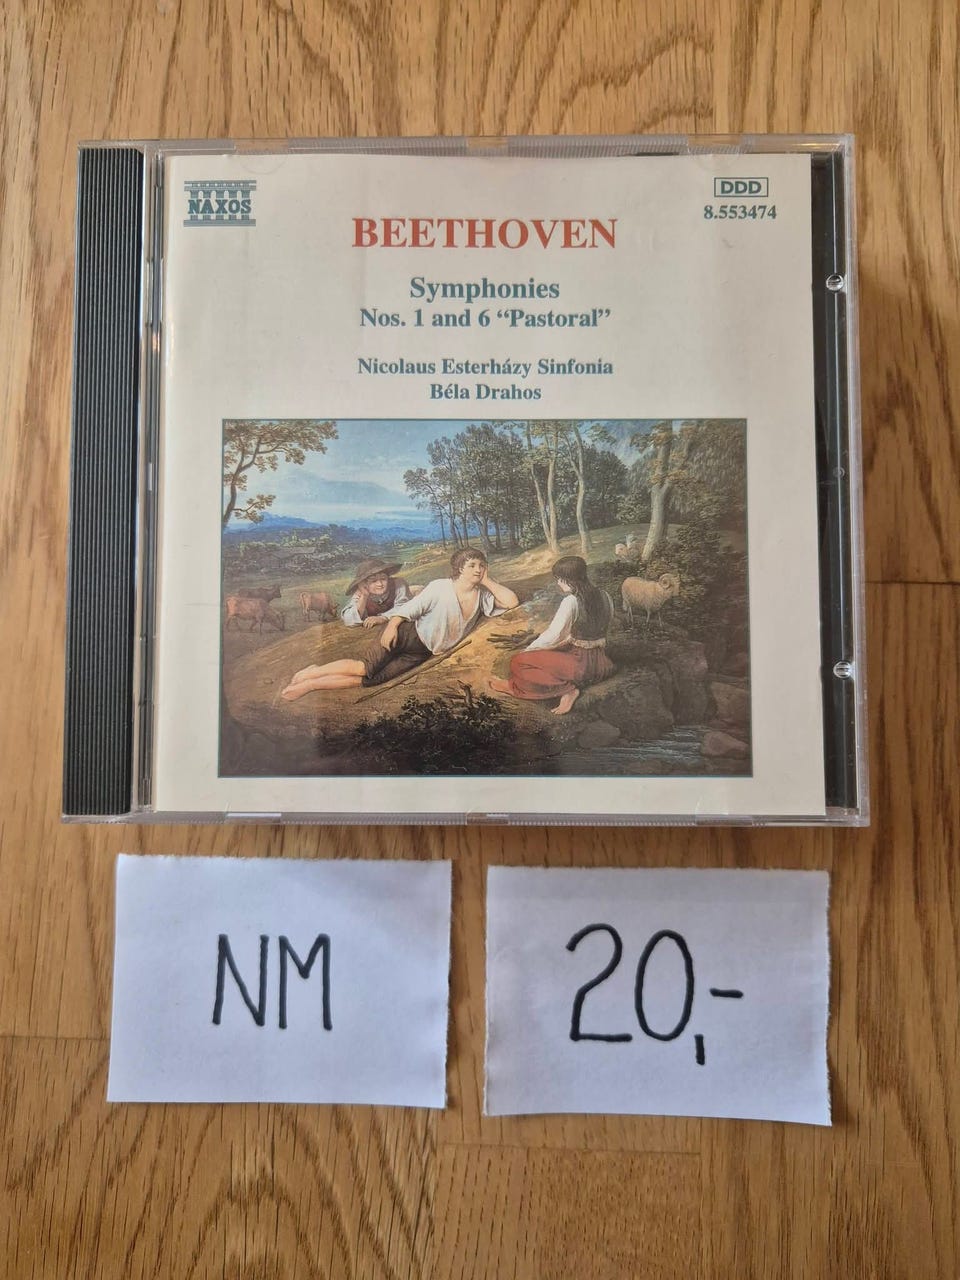 NAXOS
DDD
8.553474
BEETHOVEN
Symphonies
Nos. 1 and 6 “Pastoral”
Nicolaus Esterházy Sinfonia
Béla Drahos
NM
20,-